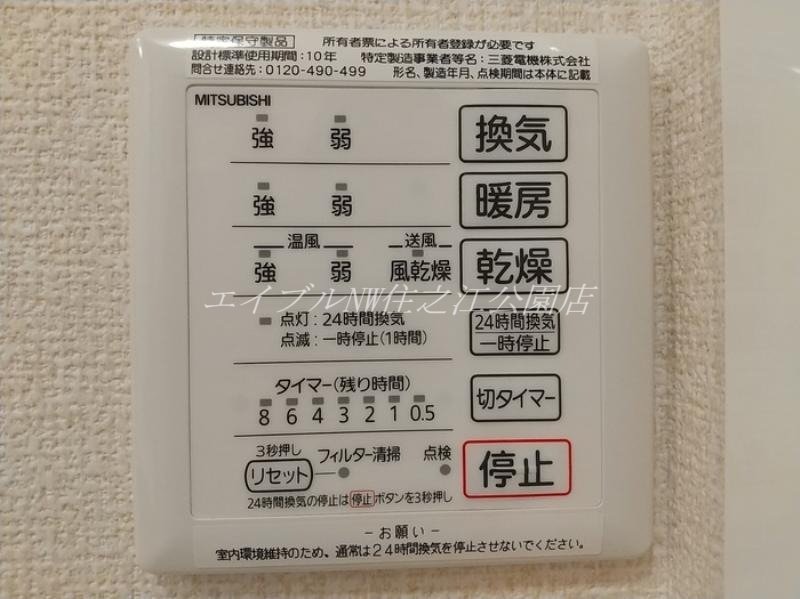 特定保守製品 所有者票による所有者登録が必要です
設計標準使用期間：10年 特定製造事業者等名：三菱電機株式会社
問合せ連絡先：0120-490-499 形名、製造年月、点検期間は本体に記載
MITSUBISHI
強 弱 換気
強 弱 暖房
温風 送風
強 弱 風乾燥 乾燥
エイブルNW住之江公園店
点灯：24時間換気
点滅：一時停止(1時間)
24時間換気
一時停止
タイマー(残り時間)
8 6 4 3 2 1 0.5
切タイマー
3秒押し
リセット フィルター清掃 点検
停止
24時間換気の停止は停止ボタンを3秒押し
－お願い－
室内環境維持のため、通常は24時間換気を停止させないでください。